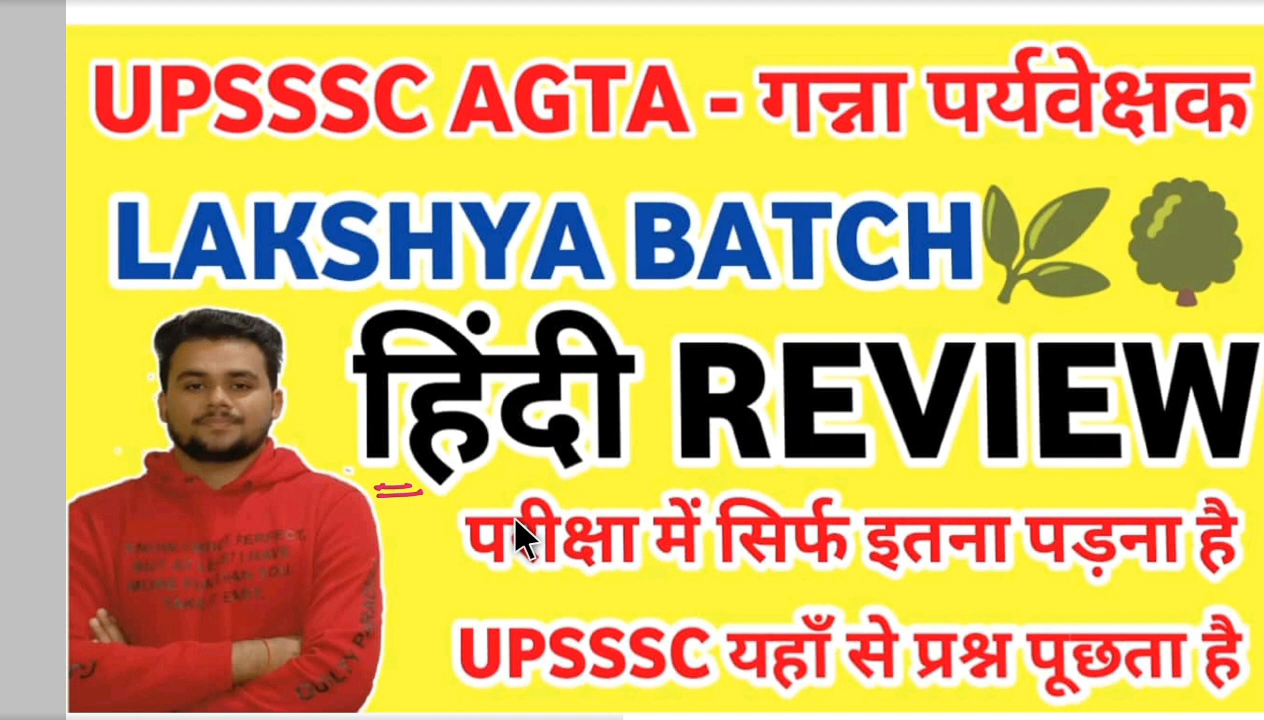 UPSSSC AGTA - गन्ना पर्यवेक्षक
LAKSHYA BATCH
हिंदी REVIEW
परीक्षा में सिर्फ इतना पड़ना है
UPSSSC यहाँ से प्रश्न पूछता है